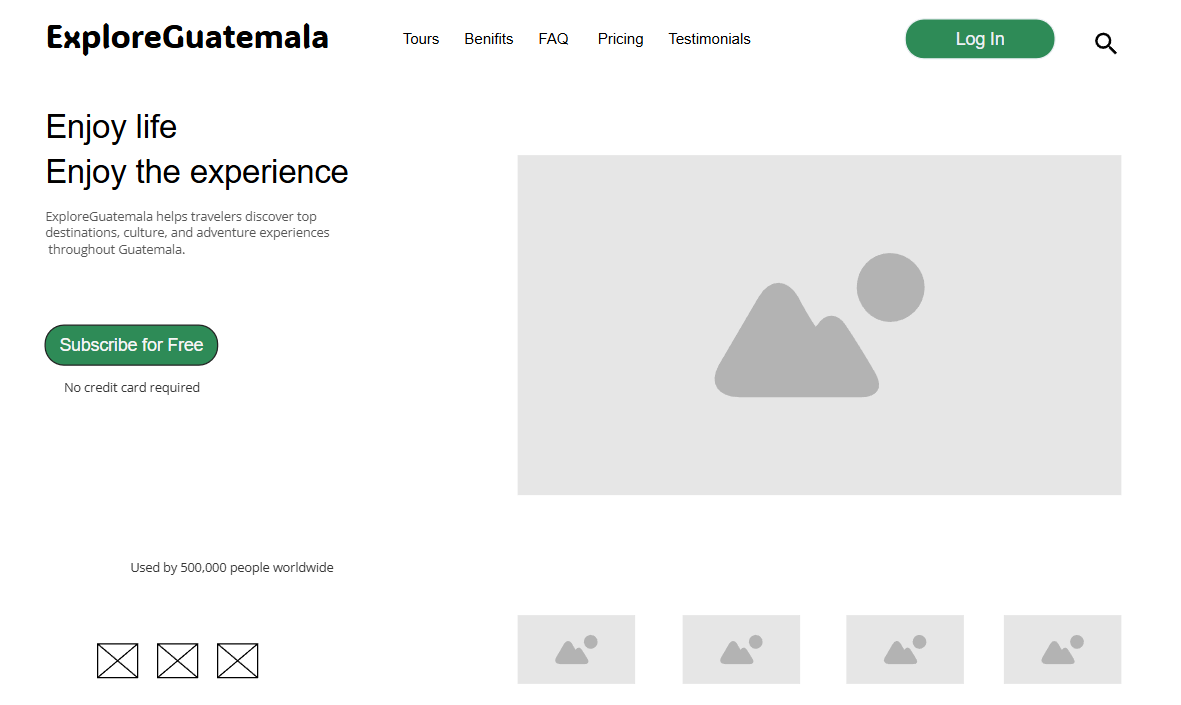 ExploreGuatemala
Tours Benifits FAQ Pricing Testimonials
Log In
Enjoy life
Enjoy the experience
ExploreGuatemala helps travelers discover top
destinations, culture, and adventure experiences
throughout Guatemala.
Subscribe for Free
No credit card required
Used by 500,000 people worldwide